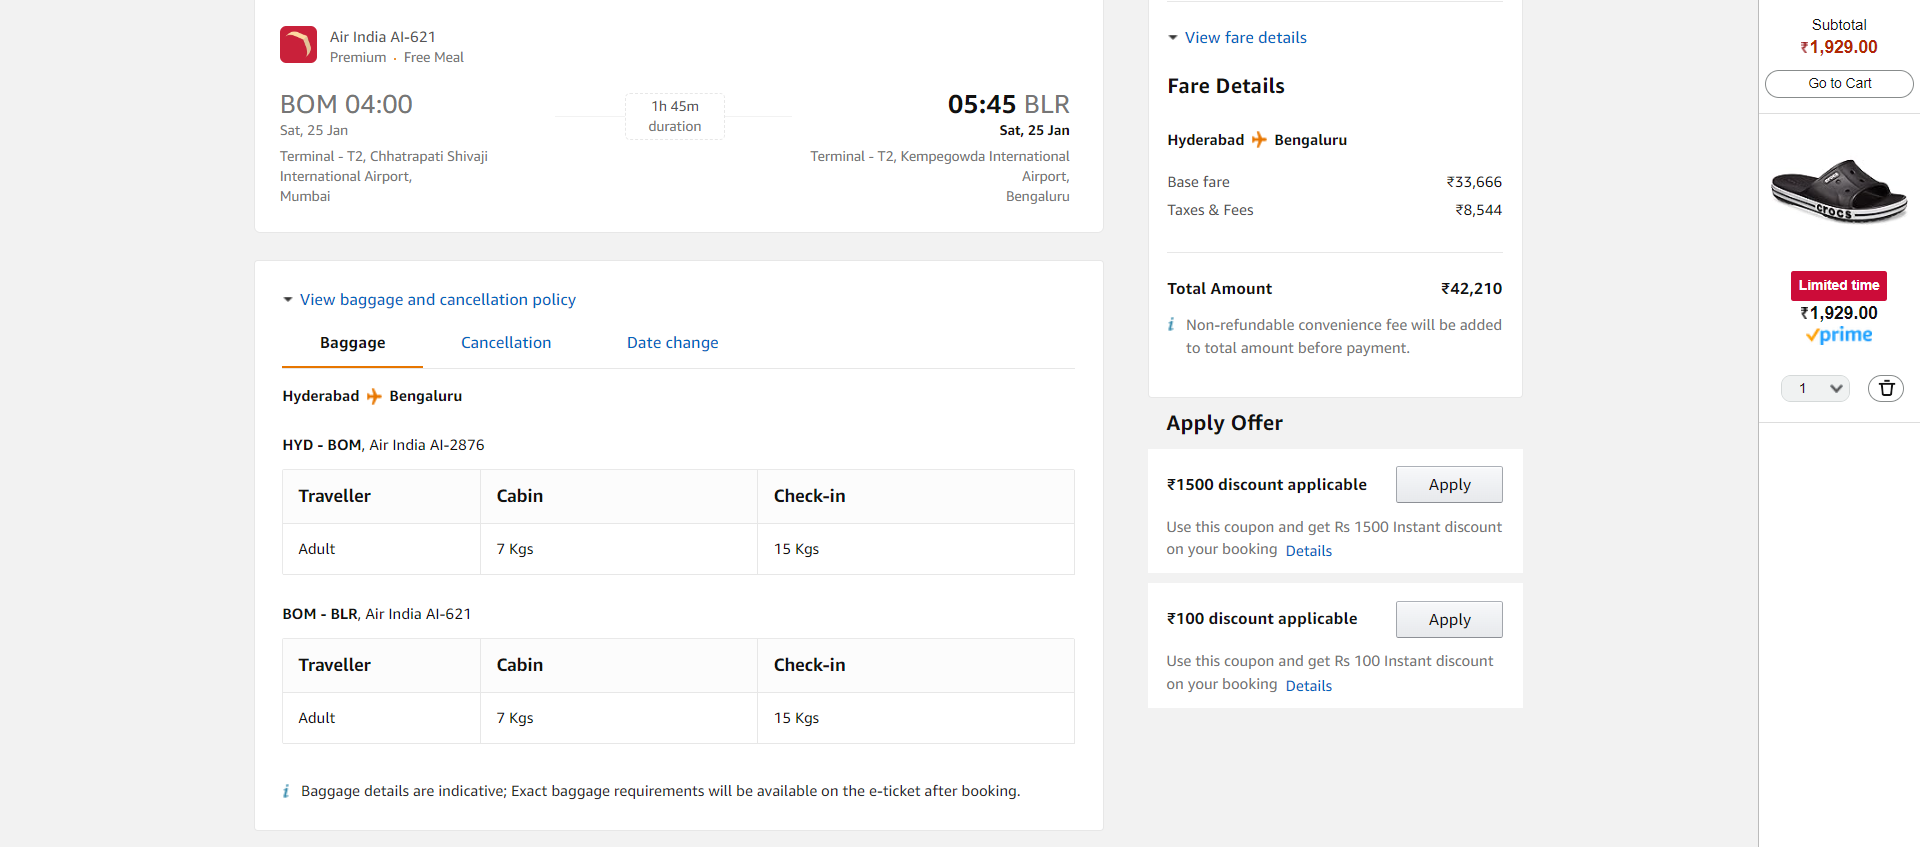 Air India AI-621
Premium · Free Meal
BOM 04:00
Sat, 25 Jan
Terminal - T2, Chhatrapati Shivaji
International Airport,
Mumbai
1h 45m
duration
05:45 BLR
Sat, 25 Jan
Terminal - T2, Kempegowda International
Airport,
Bengaluru
View baggage and cancellation policy
Baggage Cancellation Date change
Hyderabad Bengaluru
HYD - BOM, Air India AI-2876
Traveller Cabin Check-in
Adult 7 Kgs 15 Kgs
BOM - BLR, Air India AI-621
Traveller Cabin Check-in
Adult 7 Kgs 15 Kgs
i Baggage details are indicative; Exact baggage requirements will be available on the e-ticket after booking.
View fare details
Fare Details
Hyderabad Bengaluru
Base fare ₹33,666
Taxes & Fees ₹8,544
Total Amount ₹42,210
i Non-refundable convenience fee will be added
to total amount before payment.
Apply Offer
₹1500 discount applicable Apply
Use this coupon and get Rs 1500 Instant discount
on your booking Details
₹100 discount applicable Apply
Use this coupon and get Rs 100 Instant discount
on your booking Details
Subtotal
₹1,929.00
Go to Cart
crocs
crocs
Limited time
₹1,929.00
prime
1